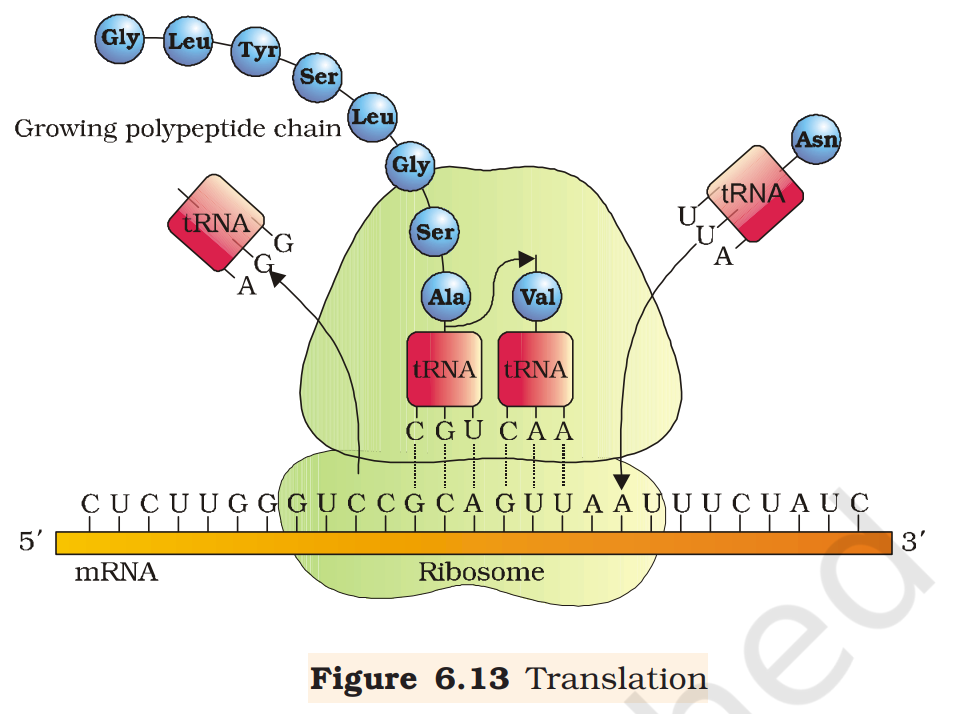 Gly Leu Tyr Ser Leu Gly Ser Ala
Growing polypeptide chain
Val
Asn
tRNA
A G G
tRNA
U U A
tRNA tRNA
C G U C A A
C U C U U G G G U C C G C A G U U A A U U U C U A U C
5′ 3′
mRNA Ribosome
Figure 6.13 Translation